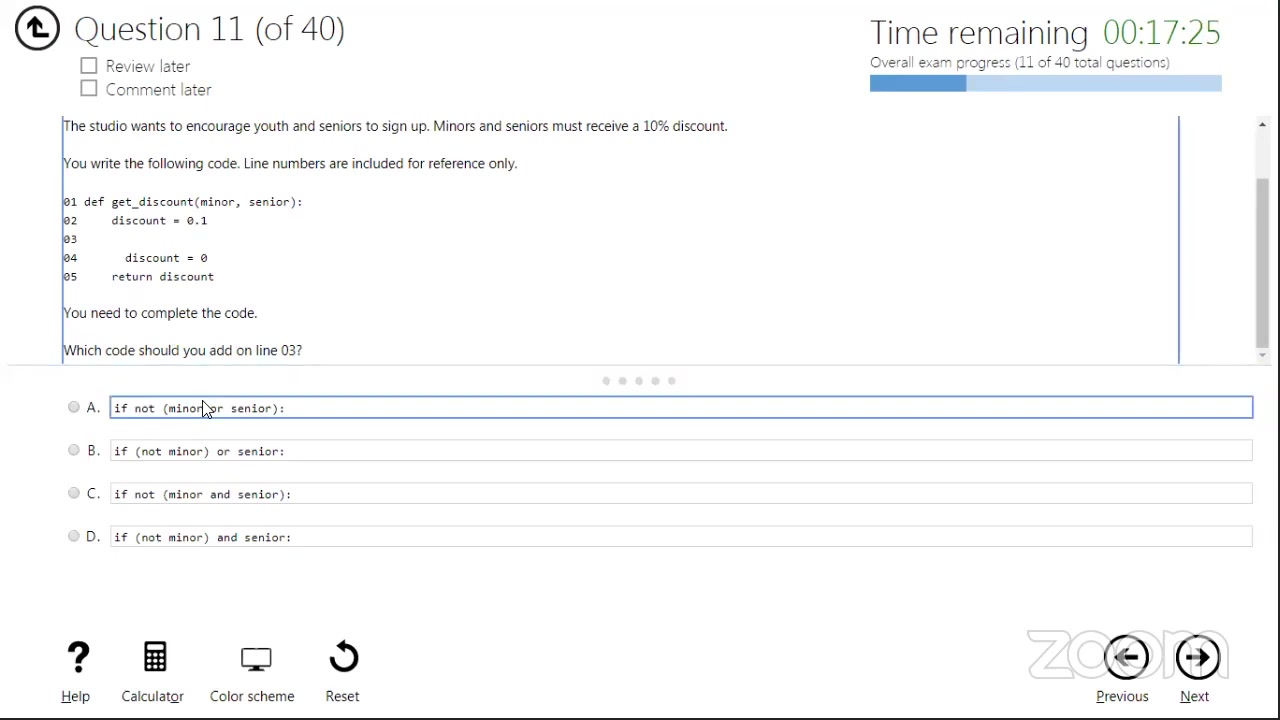 Question 11 (of 40)
Time remaining 00:17:25
Review later
Overall exam progress (11 of 40 total questions)
Comment later
The studio wants to encourage youth and seniors to sign up. Minors and seniors must receive a 10% discount.
You write the following code. Line numbers are included for reference only.
01 def get_discount(minor, senior):
02 discount = 0.1
03
04 discount = 0
05 return discount
You need to complete the code.
Which code should you add on line 03?
A. if not (minor or senior):
B. if (not minor) or senior:
C. if not (minor and senior):
D. if (not minor) and senior:
zoom
Help Calculator Color scheme Reset Previous Next